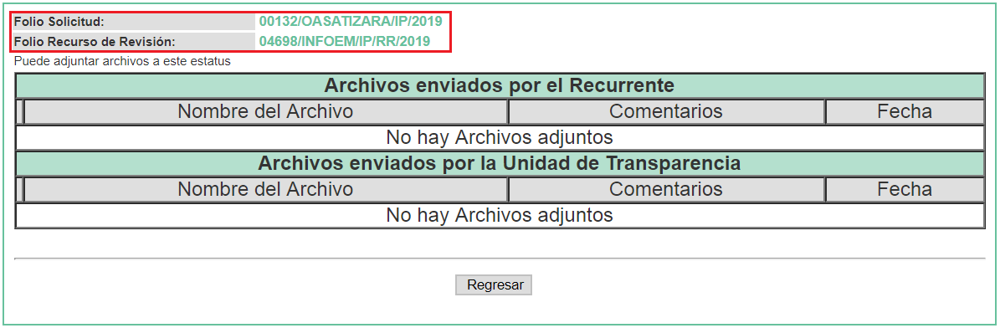 Folio Solicitud: 00132/OASATIZARA/IP/2019
Folio Recurso de Revisión: 04698/INFOEM/IP/RR/2019
Puede adjuntar archivos a este estatus
Archivos enviados por el Recurrente
Nombre del Archivo Comentarios Fecha
No hay Archivos adjuntos
Archivos enviados por la Unidad de Transparencia
Nombre del Archivo Comentarios Fecha
No hay Archivos adjuntos
Regresar